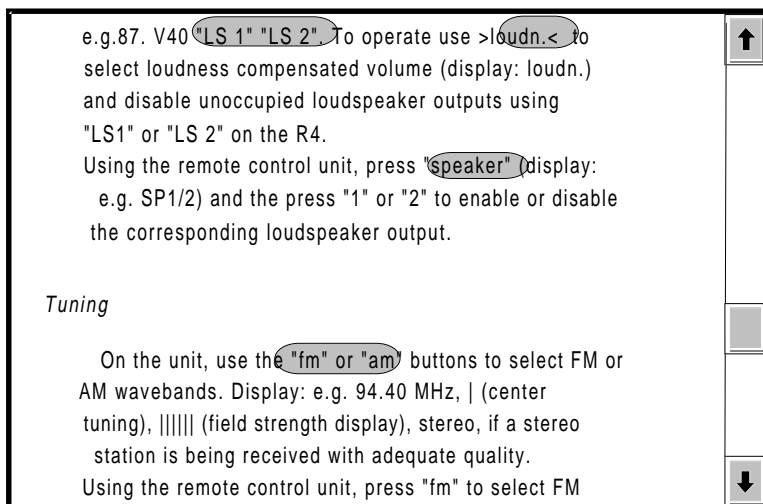 e.g.87. V40 "LS 1" "LS 2". To operate use >loudn.< to
select loudness compensated volume (display: loudn.)
and disable unoccupied loudspeaker outputs using
"LS1" or "LS 2" on the R4.
Using the remote control unit, press "speaker" (display:
e.g. SP1/2) and the press "1" or "2" to enable or disable
the corresponding loudspeaker output.
Tuning
On the unit, use the "fm" or "am" buttons to select FM or
AM wavebands. Display: e.g. 94.40 MHz, | (center
tuning), |||||| (field strength display), stereo, if a stereo
station is being received with adequate quality.
Using the remote control unit, press "fm" to select FM